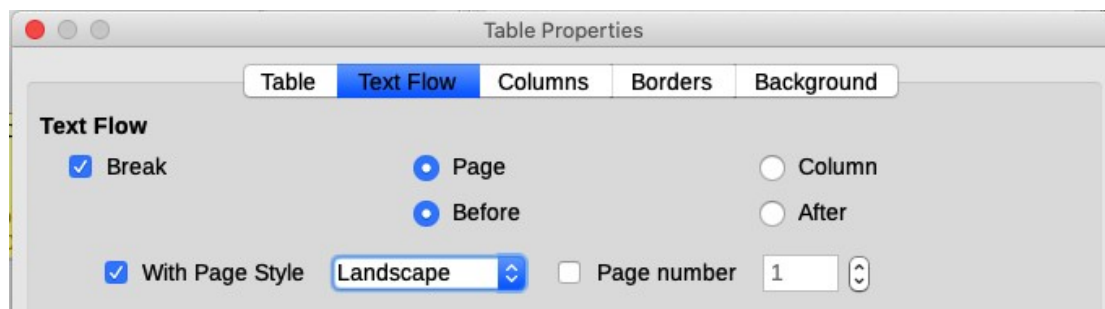 Table Properties
Table Text Flow Columns Borders Background
Text Flow
Break Page Column
Before After
With Page Style Landscape Page number 1